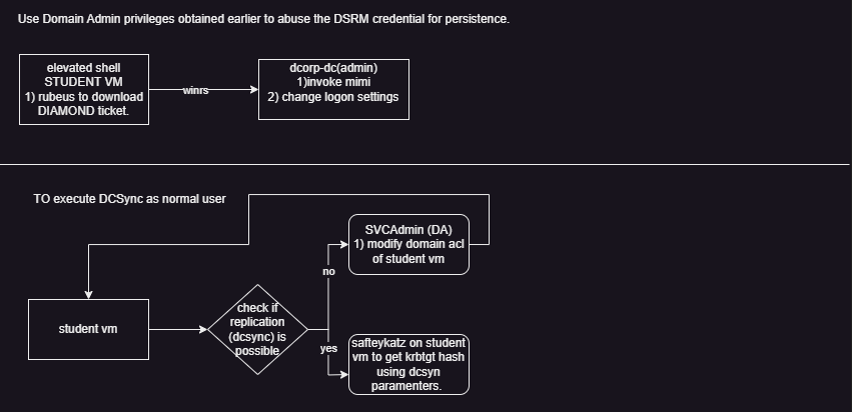 Use Domain Admin privileges obtained earlier to abuse the DSRM credential for persistence.
elevated shell
STUDENT VM
1) rubeus to download
DIAMOND ticket.
winrs
dcorp-dc(admin)
1)invoke mimi
2) change logon settings
TO execute DCSync as normal user
student vm
check if
replication
(dcsync) is
possible
no
SVCAdmin (DA)
1) modify domain acl
of student vm
yes
safteykatz on student
vm to get krbtgt hash
using dcsyn
paramenters.